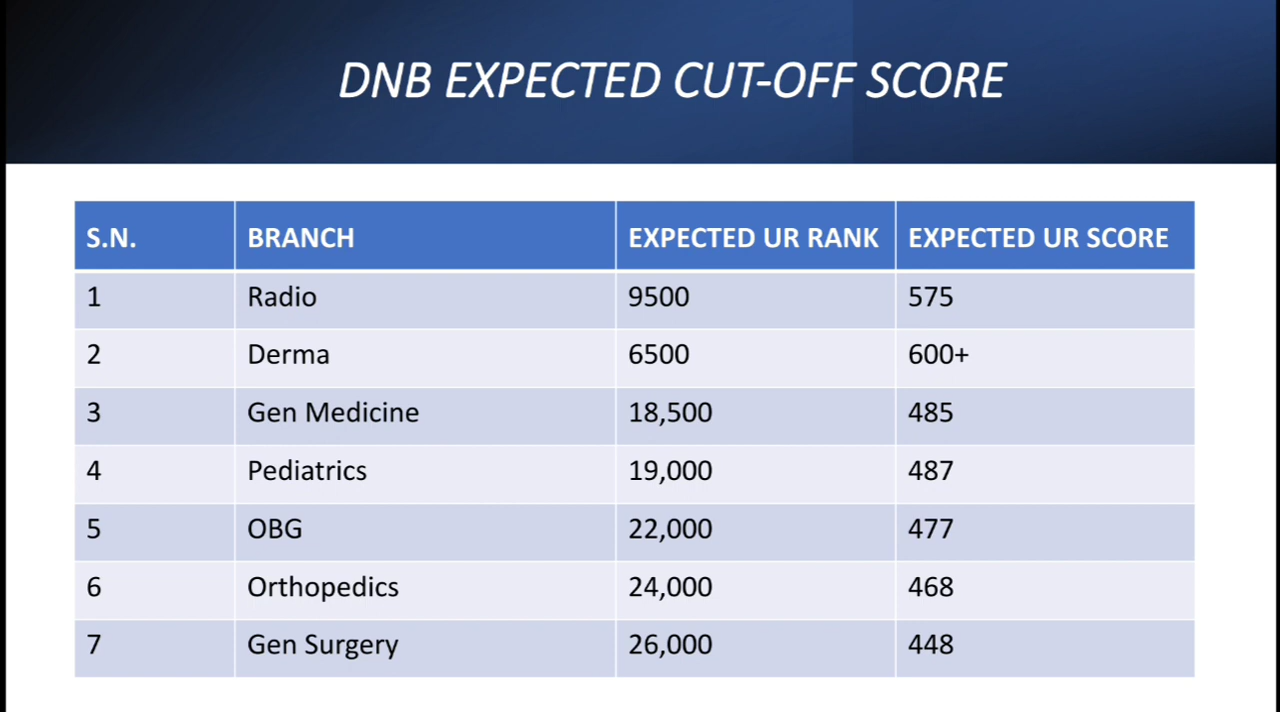 DNB EXPECTED CUT-OFF SCORE
S.N. BRANCH EXPECTED UR RANK EXPECTED UR SCORE
1 Radio 9500 575
2 Derma 6500 600+
3 Gen Medicine 18,500 485
4 Pediatrics 19,000 487
5 OBG 22,000 477
6 Orthopedics 24,000 468
7 Gen Surgery 26,000 448